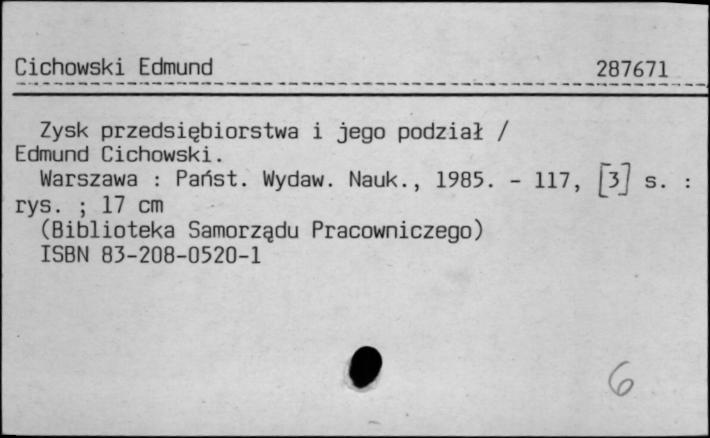 Cichowski Edmund 287671
Zysk przedsiębiorstwa i jego podział /
Edmund Cichowski.
Warszawa : Państ. Wydaw. Nauk., 1985. - 117, [3] s. :
rys. ; 17 cm
(Biblioteka Samorządu Pracowniczego)
ISBN 83-208-0520-1
6